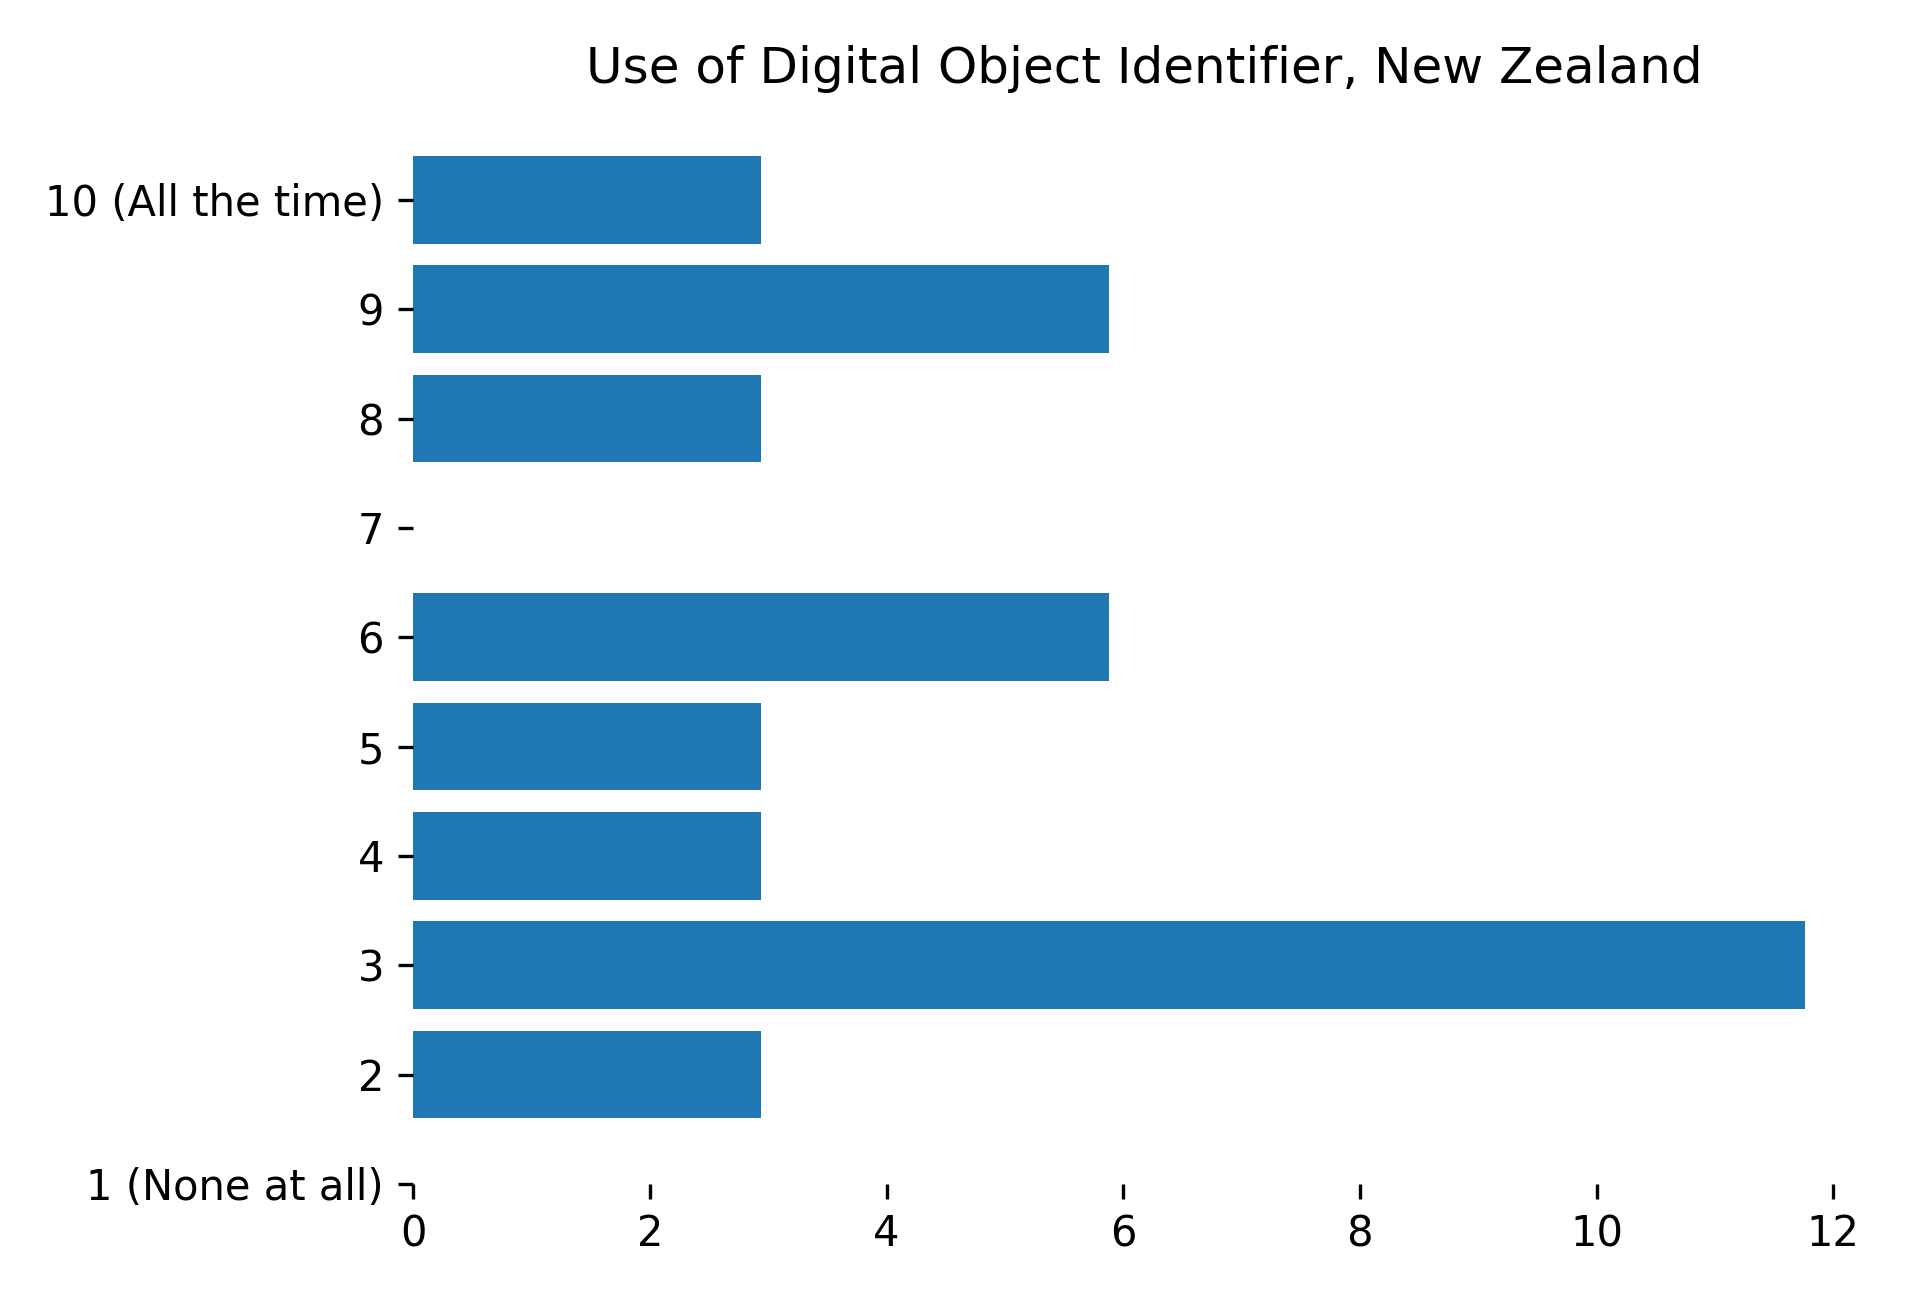 Use of Digital Object Identifier, New Zealand
10 (All the time)
9
8
7
6
5
4
3
2
1 (None at all)
0 2 4 6 8 10 12